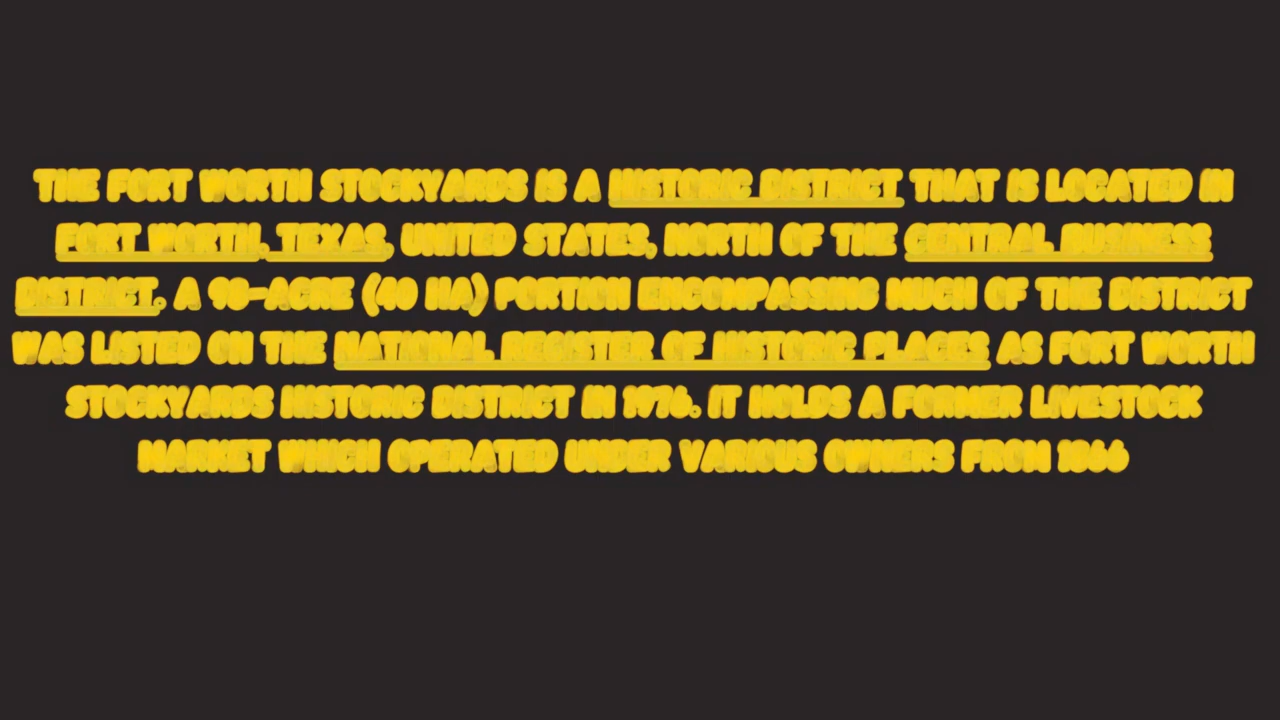 THE FORT WORTH STOCKYARDS IS A HISTORIC DISTRICT THAT IS LOCATED IN
FORT WORTH, TEXAS, UNITED STATES, NORTH OF THE CENTRAL BUSINESS
DISTRICT. A 98-ACRE (40 HA) PORTION ENCOMPASSING MUCH OF THE DISTRICT
WAS LISTED ON THE NATIONAL REGISTER OF HISTORIC PLACES AS FORT WORTH
STOCKYARDS HISTORIC DISTRICT IN 1976. IT HOLDS A FORMER LIVESTOCK
MARKET WHICH OPERATED UNDER VARIOUS OWNERS FROM 1866